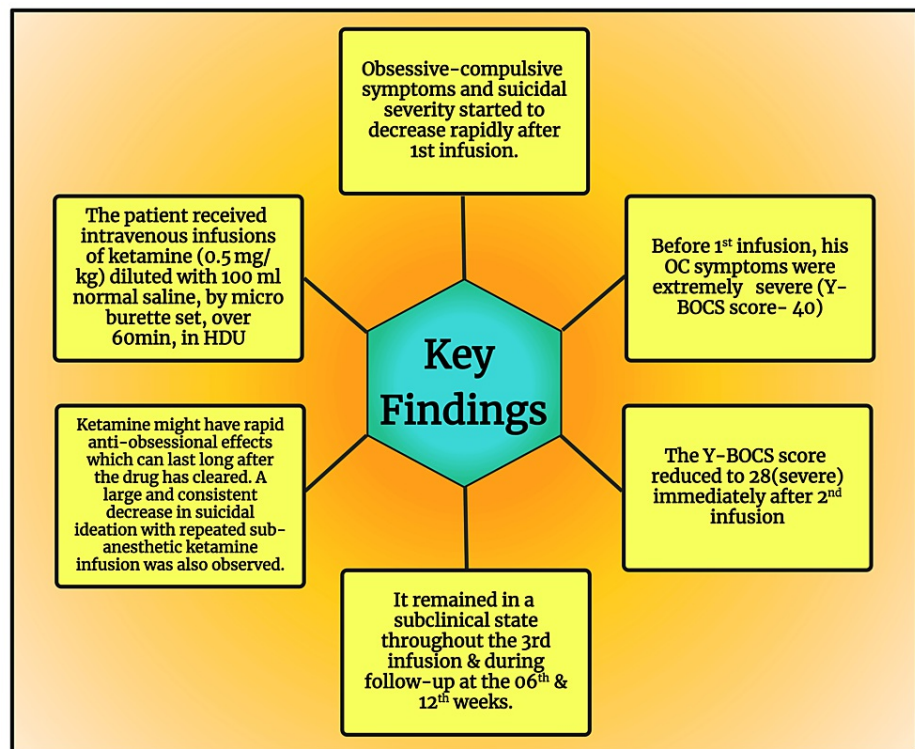 Obsessive-compulsive
symptoms and suicidal
severity started to
decrease rapidly after
1st infusion.
The patient received
intravenous infusions
of ketamine (0.5 mg/
kg) diluted with 100 ml
normal saline, by micro
burette set, over
60min, in HDU
Before 1st infusion, his
OC symptoms were
extremely severe (Y-
BOCS score- 40)
Key
Findings
Ketamine might have rapid
anti-obsessional effects
which can last long after
the drug has cleared. A
large and consistent
decrease in suicidal
ideation with repeated sub-
anesthetic ketamine
infusion was also observed.
The Y-BOCS score
reduced to 28(severe)
immediately after 2nd
infusion
It remained in a
subclinical state
throughout the 3rd
infusion & during
follow-up at the 06th &
12th weeks.